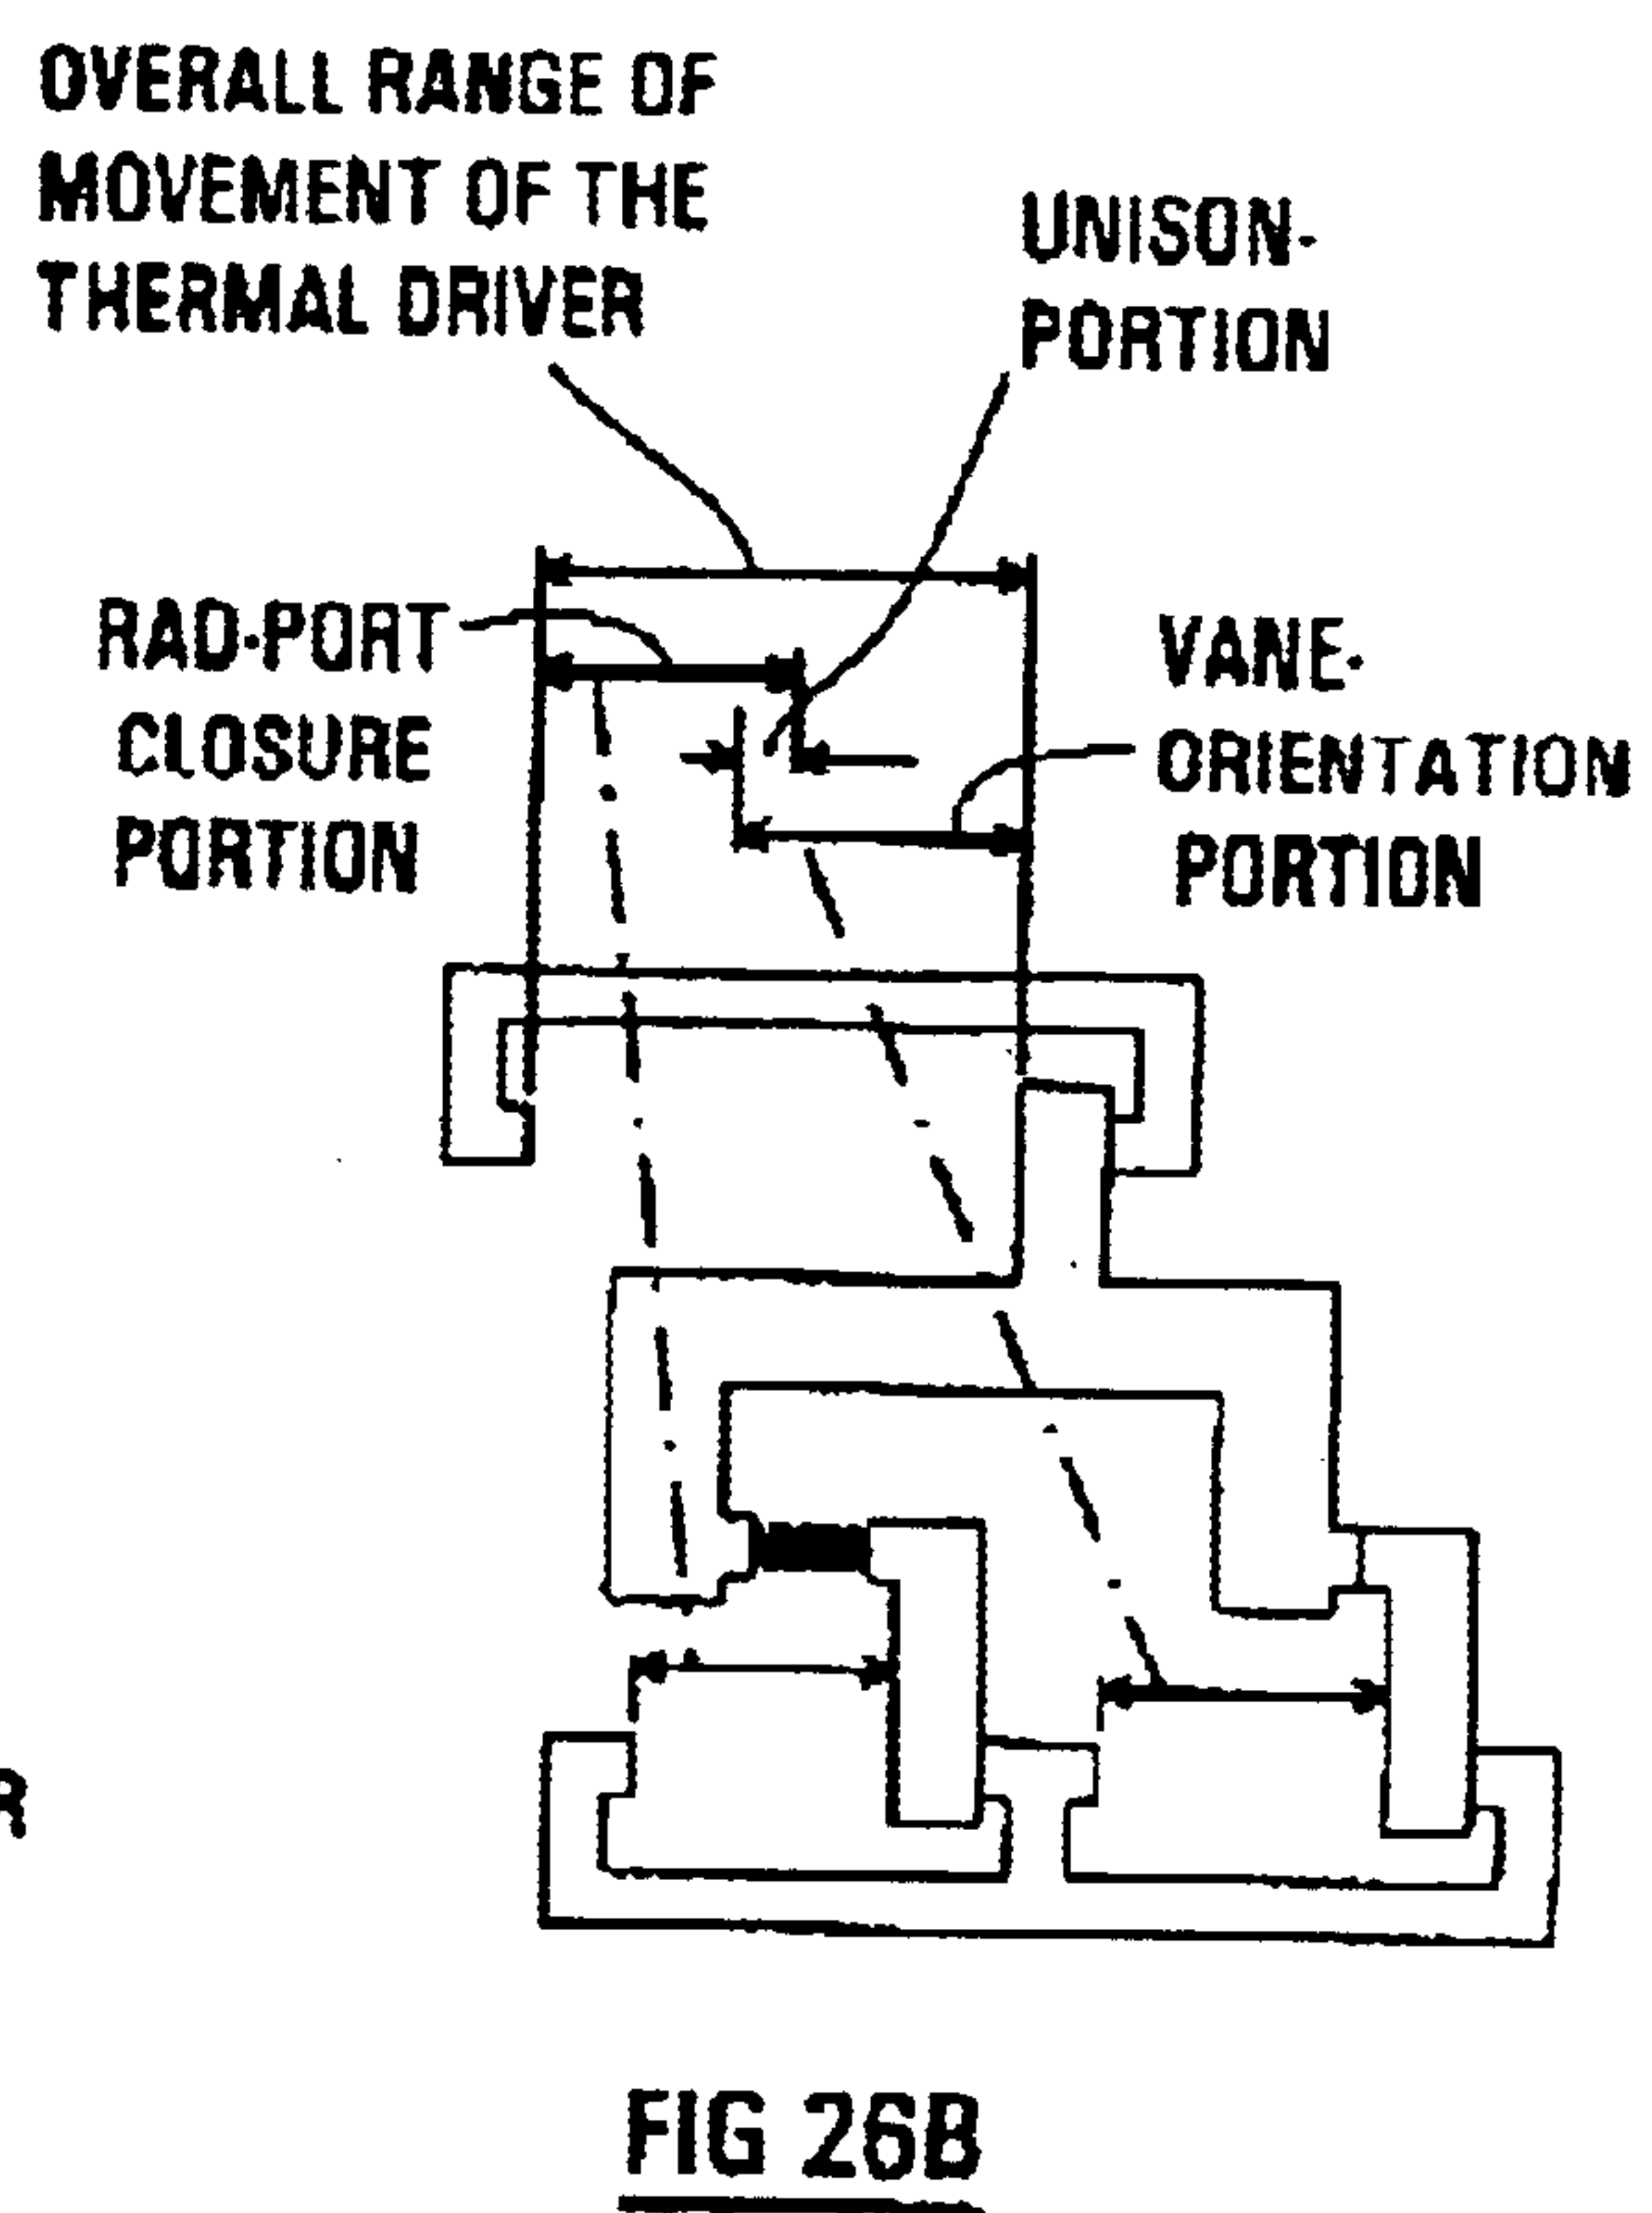 OVERALL RANGE OF
MOVEMENT OF THE
THERMAL DRIVER
UNISON-
PORTION
RAD-PORT
CLOSURE
PORTION
VANE-
ORIENTATION
PORTION
R
FIG 26B